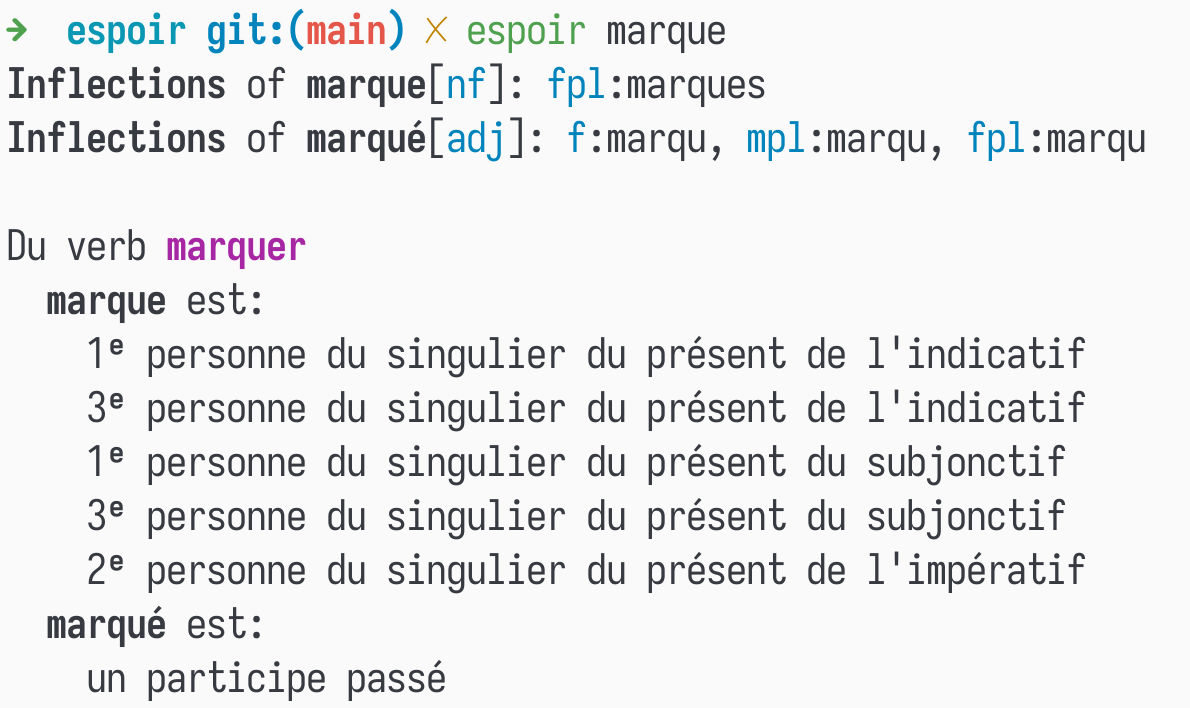 → espoir git:(main) ✗ espoir marque
Inflections of marque[nf]: fpl:marques
Inflections of marqué[adj]: f:marqu, mpl:marqu, fpl:marqu
Du verb marquer
marque est:
1ᵉ personne du singulier du présent de l'indicatif
3ᵉ personne du singulier du présent de l'indicatif
1ᵉ personne du singulier du présent du subjonctif
3ᵉ personne du singulier du présent du subjonctif
2ᵉ personne du singulier du présent de l'impératif
marqué est:
un participe passé